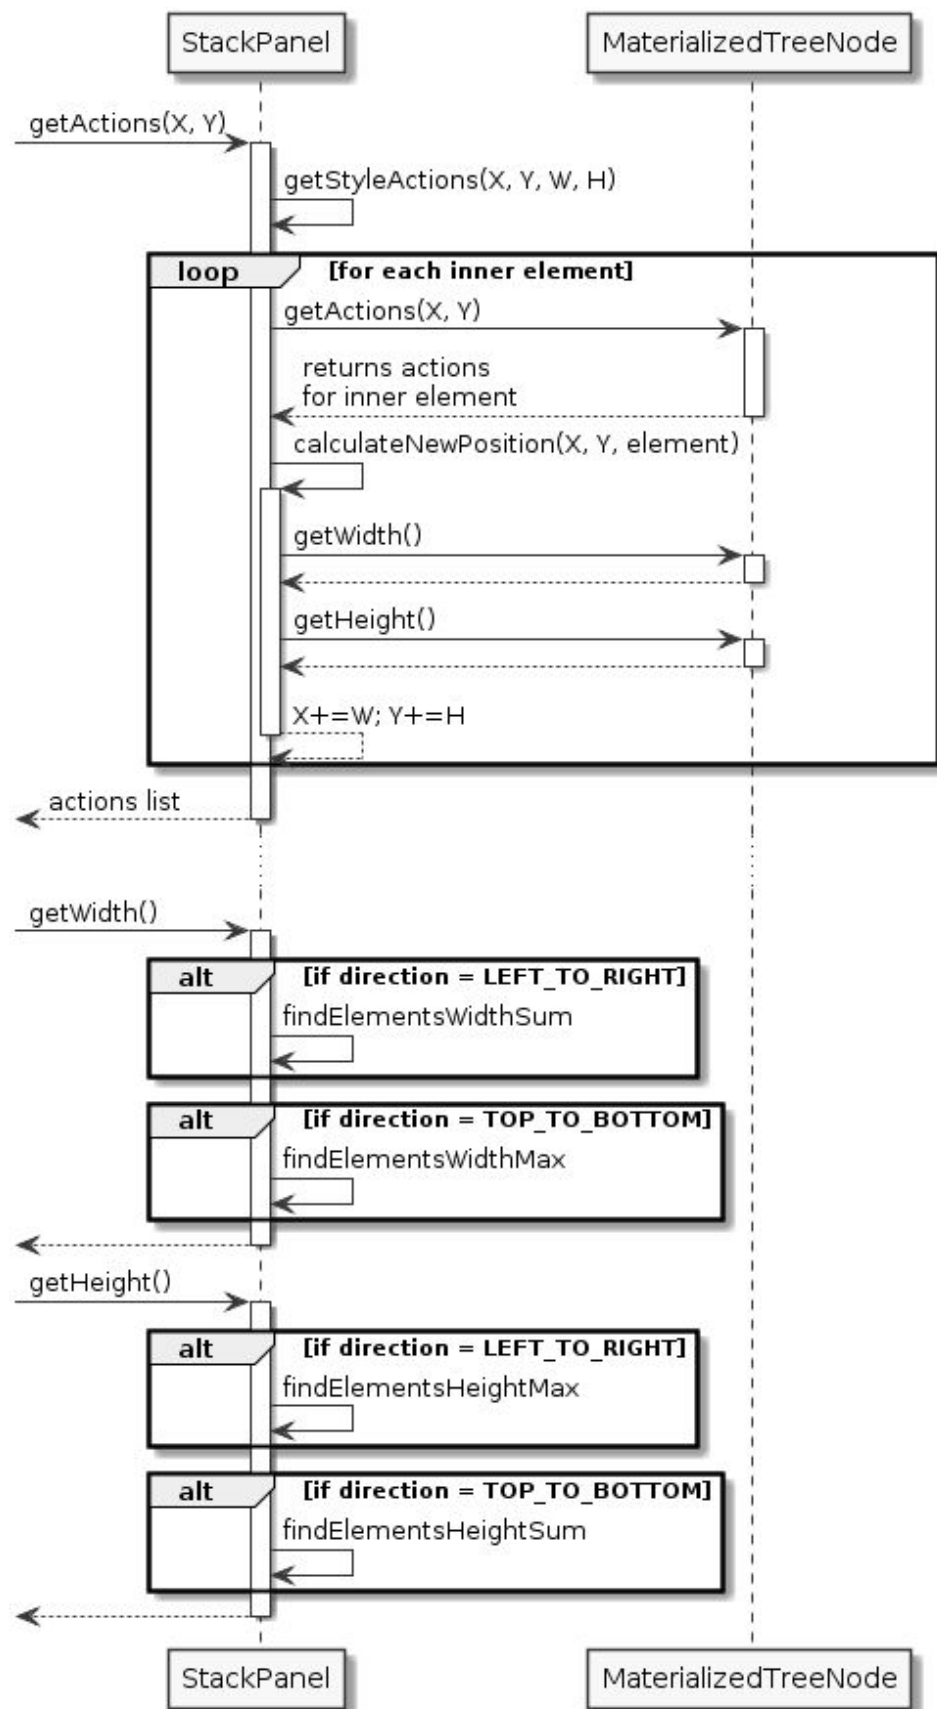 StackPanel
MaterializedTreeNode
getActions(X, Y)
getStyleActions(X, Y, W, H)
loop
[for each inner element]
getActions(X, Y)
returns actions
for inner element
calculateNewPosition(X, Y, element)
getWidth()
getHeight()
X+=W; Y+=H
actions list
getWidth()
alt
[if direction = LEFT_TO_RIGHT]
findElementsWidthSum
alt
[if direction = TOP_TO_BOTTOM]
findElementsWidthMax
getHeight()
alt
[if direction = LEFT_TO_RIGHT]
findElementsHeightMax
alt
[if direction = TOP_TO_BOTTOM]
findElementsHeightSum
StackPanel
MaterializedTreeNode